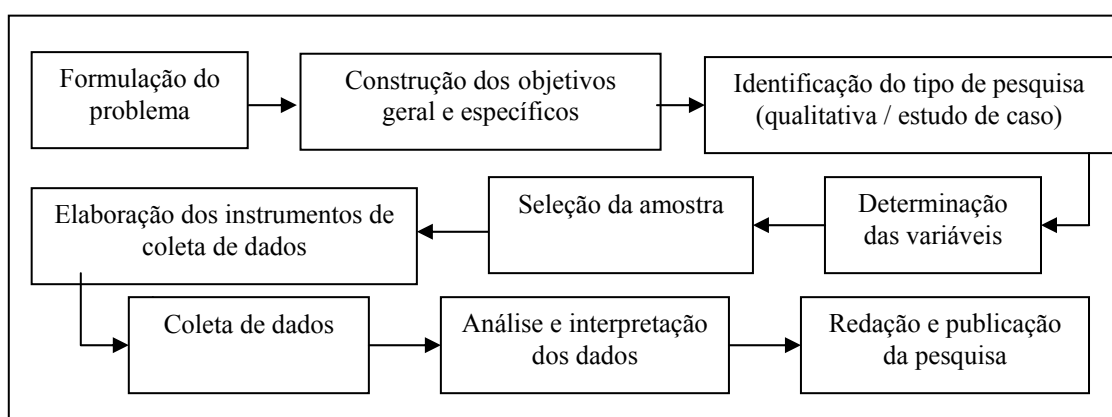 Formulação do
problema
Construção dos objetivos
geral e específicos
Identificação do tipo de pesquisa
(qualitativa / estudo de caso)
Determinação
das variáveis
Seleção da amostra
Elaboração dos instrumentos de
coleta de dados
Coleta de dados
Análise e interpretação
dos dados
Redação e publicação
da pesquisa